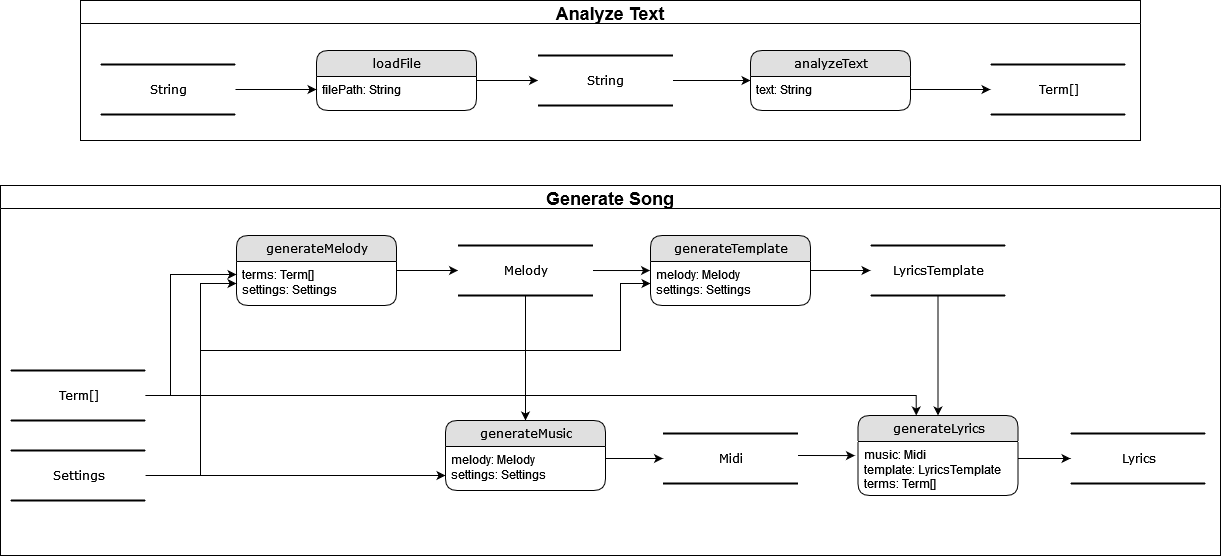 Analyze Text
String
loadFile
filePath: String
String
analyzeText
text: String
Term[]
Generate Song
generateMelody
terms: Term[]
settings: Settings
Melody
generateTemplate
melody: Melody
settings: Settings
LyricsTemplate
Term[]
Settings
generateMusic
melody: Melody
settings: Settings
Midi
generateLyrics
music: Midi
template: LyricsTemplate
terms: Term[]
Lyrics